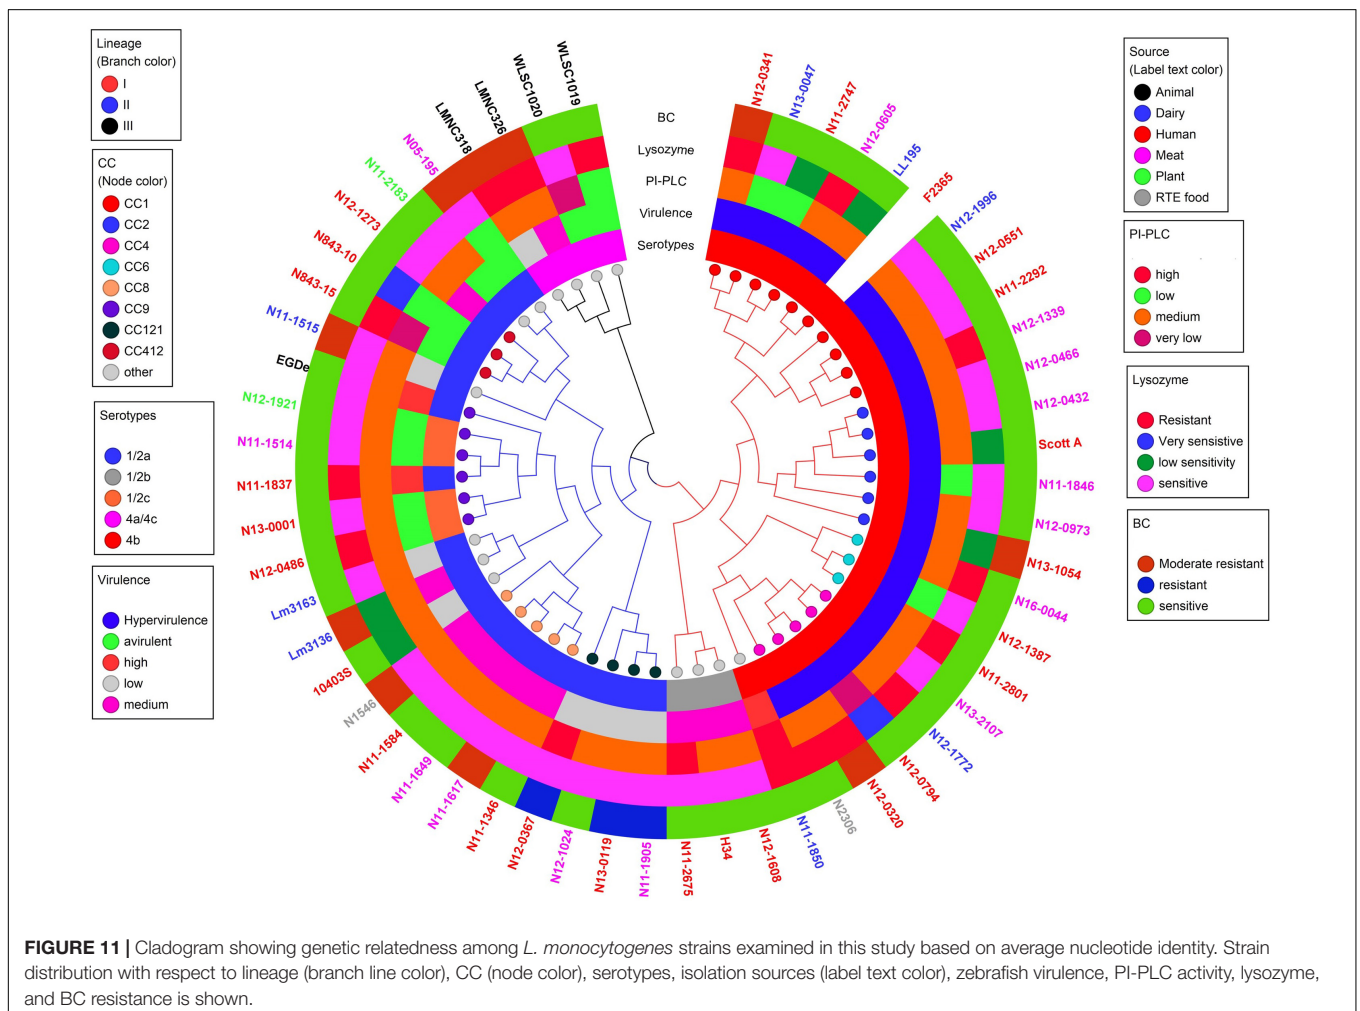 Lineage
(Branch color)
I
II
III
CC
(Node color)
CC1
CC2
CC4
CC6
CC8
CC9
CC121
CC412
other
Serotypes
1/2a
1/2b
1/2c
4a/4c
4b
Virulence
Hypervirulence
avirulent
high
low
medium
BC
Lysozyme
PI-PLC
Virulence
Serotypes
N12-0341
N13-0047
N11-2747
N12-0605
LL195
F2365
N12-1996
N12-0551
N11-2292
N12-1339
N12-0466
N12-0432
Scott A
N11-1846
N12-0973
N13-1054
N16-0044
N12-1387
N11-2801
N13-2107
N12-1772
N12-0794
N12-0320
N2306
N11-1850
N12-1608
H34
N11-2675
N11-1905
N13-0119
N12-1024
N12-0367
N11-1346
N11-1617
N11-1649
N11-1584
N1546
10403S
Lm3136
Lm3163
N12-0486
N13-0001
N11-1837
N11-1514
N12-1921
EGDe
N11-1515
N843-15
N843-10
N12-1273
N11-2183
N05-195
LMNC318
LMNC326
WLSC1020
WLSC1019
Source
(Label text color)
Animal
Dairy
Human
Meat
Plant
RTE food
PI-PLC
high
low
medium
very low
Lysozyme
Resistant
Very sensitive
low sensitivity
sensitive
BC
Moderate resistant
resistant
sensitive
FIGURE 11 | Cladogram showing genetic relatedness among L. monocytogenes strains examined in this study based on average nucleotide identity. Strain
distribution with respect to lineage (branch line color), CC (node color), serotypes, isolation sources (label text color), zebrafish virulence, PI-PLC activity, lysozyme,
and BC resistance is shown.